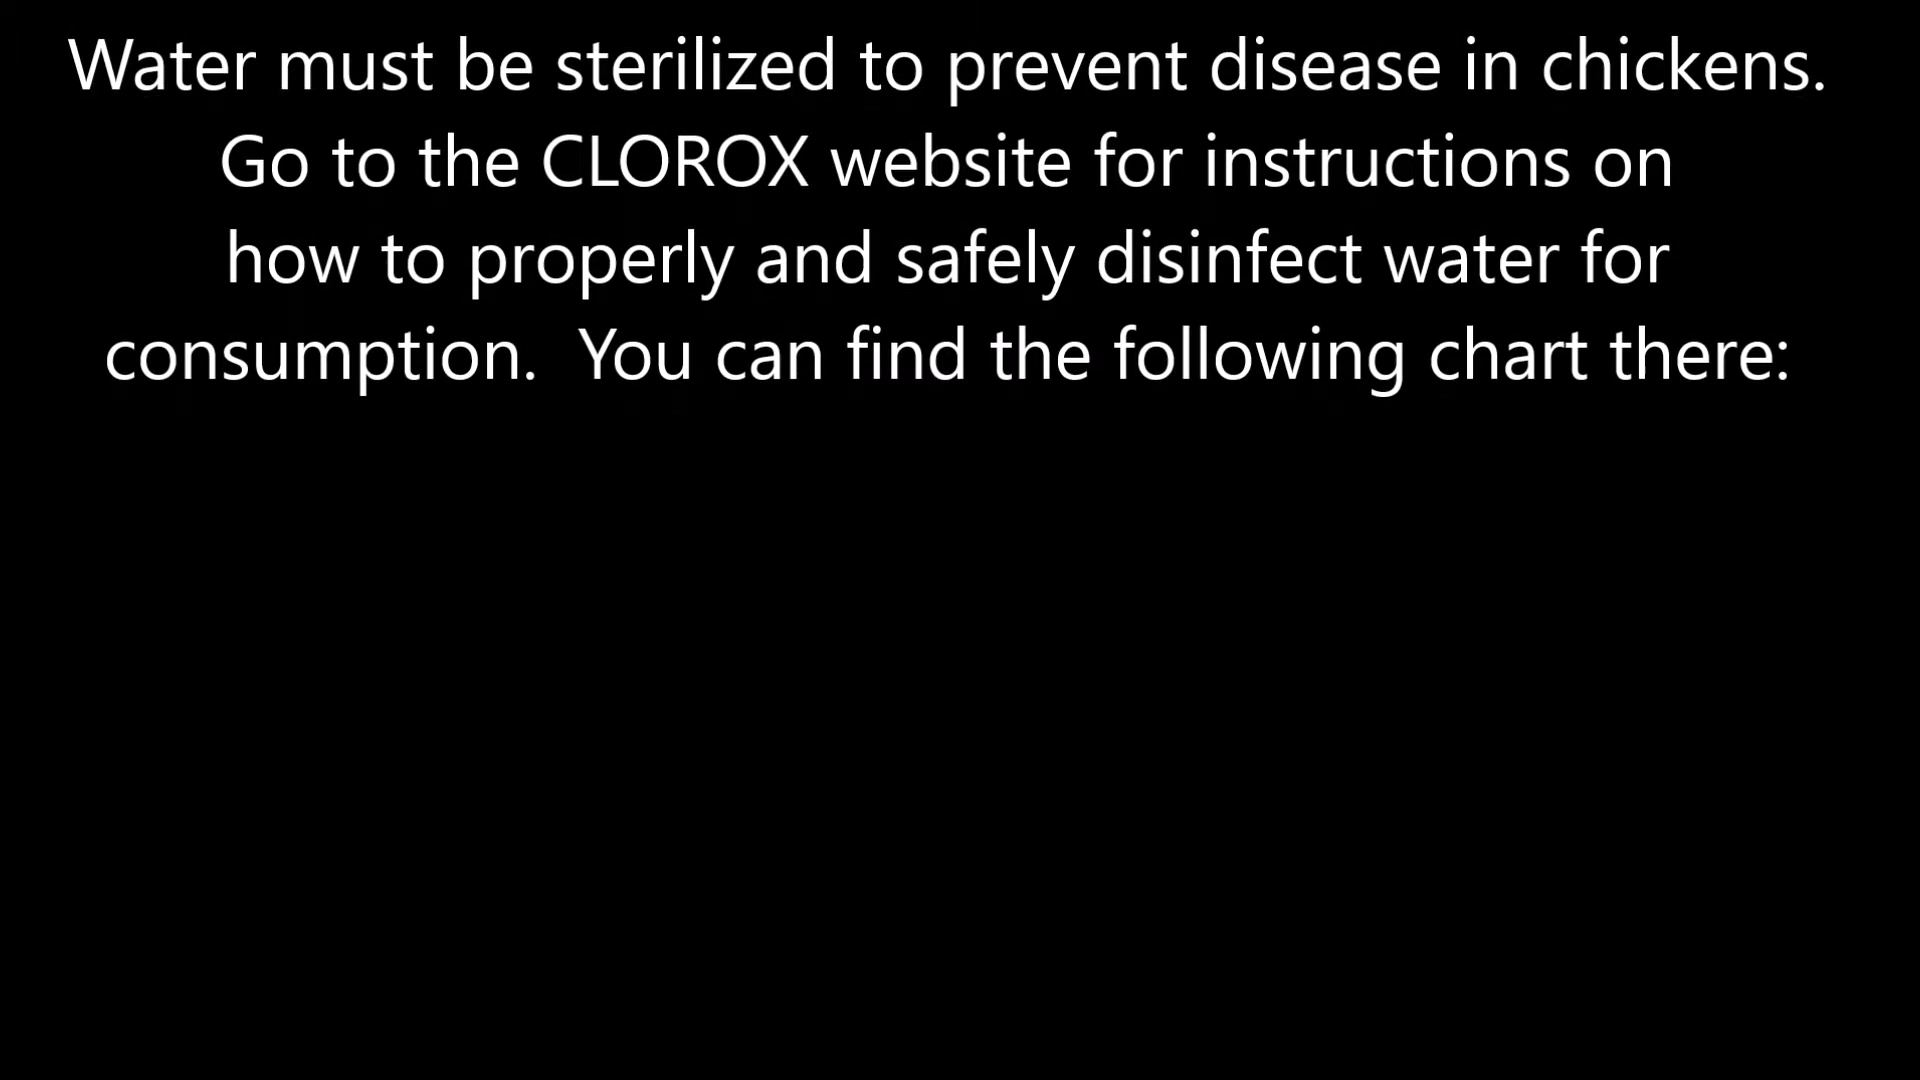 Water must be sterilized to prevent disease in chickens.
Go to the CLOROX website for instructions on
how to properly and safely disinfect water for
consumption.  You can find the following chart there: